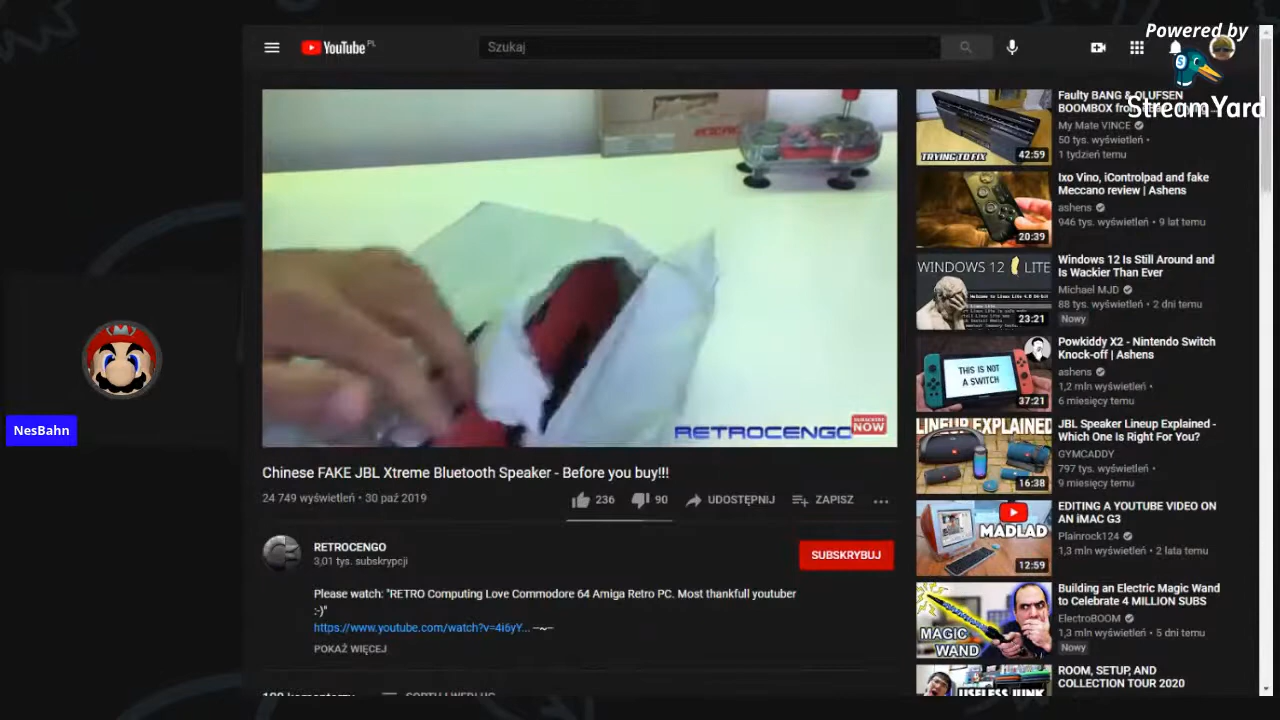 Powered by
StreamYard
YouTube PL
Szukaj
NesBahn
RETROCENGO
SUBSCRIBE
NOW
Chinese FAKE JBL Xtreme Bluetooth Speaker - Before you buy!!!
24 749 wyświetleń • 30 paź 2019
236
90
UDOSTĘPNIJ
ZAPISZ
RETROCENGO
3,01 tys. subskrypcji
SUBSKRYBUJ
Please watch: "RETRO Computing Love Commodore 64 Amiga Retro PC. Most thankfull youtuber
:-)"
https://www.youtube.com/watch?v=4i6yY... --~--
POKAŻ WIĘCEJ
SORTUJ WEDŁUG
TRYING TO FIX
42:59
Faulty BANG & OLUFSEN
BOOMBOX
My Mate VINCE
50 tys. wyświetleń •
1 tydzień temu
20:39
Ixo Vino, iControlpad and fake
Meccano review | Ashens
ashens
946 tys. wyświetleń • 9 lat temu
WINDOWS 12 LITE
23:21
Windows 12 Is Still Around and
Is Wackier Than Ever
Michael MJD
88 tys. wyświetleń • 2 dni temu
Nowy
THIS IS NOT
A SWITCH
37:21
Powkiddy X2 - Nintendo Switch
Knock-off | Ashens
ashens
1,2 mln wyświetleń •
6 miesięcy temu
LINEUP EXPLAINED
16:38
JBL Speaker Lineup Explained -
Which One Is Right For You?
GYMCADDY
797 tys. wyświetleń •
9 miesięcy temu
MADLAD
12:59
EDITING A YOUTUBE VIDEO ON
AN iMAC G3
Plainrock124
1,3 mln wyświetleń • 2 lata temu
MAGIC
WAND
Building an Electric Magic Wand
to Celebrate 4 MILLION SUBS
ElectroBOOM
1,3 mln wyświetleń • 5 dni temu
Nowy
USELESS JUNK
ROOM, SETUP, AND
COLLECTION TOUR 2020